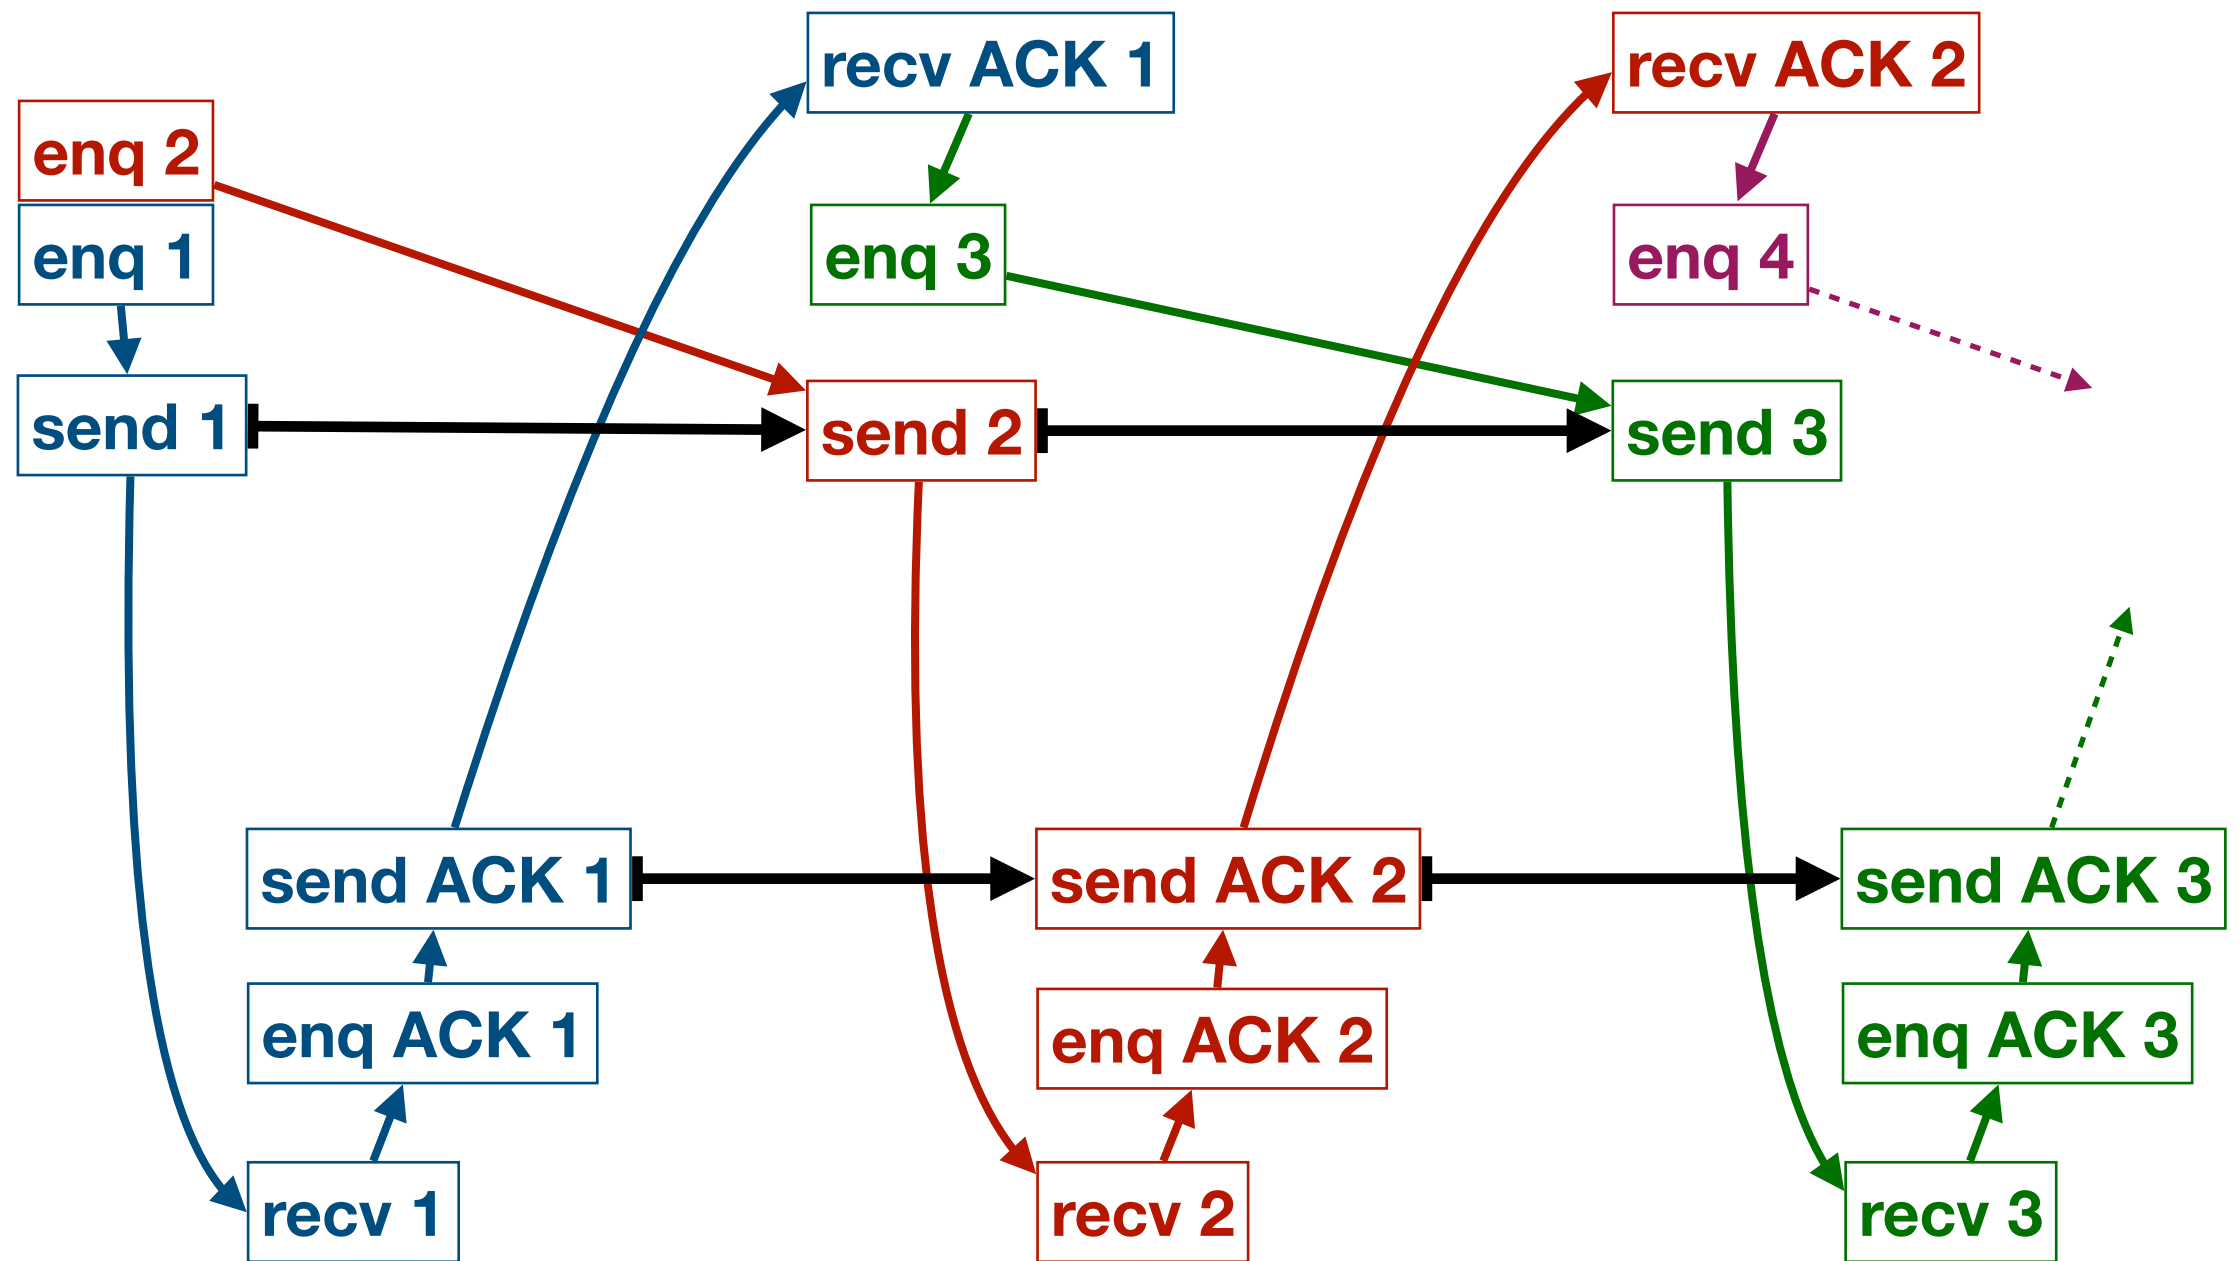 recv ACK 1
recv ACK 2
enq 2
enq 1
enq 3
enq 4
send 1
send 2
send 3
send ACK 1
send ACK 2
send ACK 3
enq ACK 1
enq ACK 2
enq ACK 3
recv 1
recv 2
recv 3